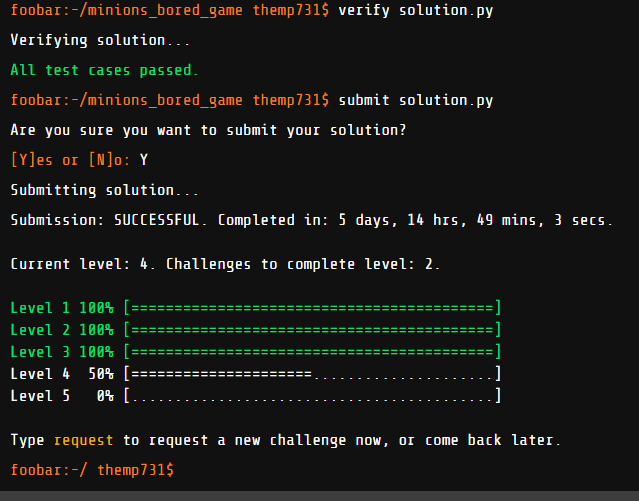 foobar:~/minions_bored_game themp731$ verify solution.py
Verifying solution...
All test cases passed.
foobar:~/minions_bored_game themp731$ submit solution.py
Are you sure you want to submit your solution?
[Y]es or [N]o: Y
Submitting solution...
Submission: SUCCESSFUL. Completed in: 5 days, 14 hrs, 49 mins, 3 secs.
Current level: 4. Challenges to complete level: 2.
Level 1 100% [==========================================]
Level 2 100% [==========================================]
Level 3 100% [==========================================]
Level 4  50% [=====================.....................]
Level 5   0% [..........................................]
Type request to request a new challenge now, or come back later.
foobar:~/ themp731$